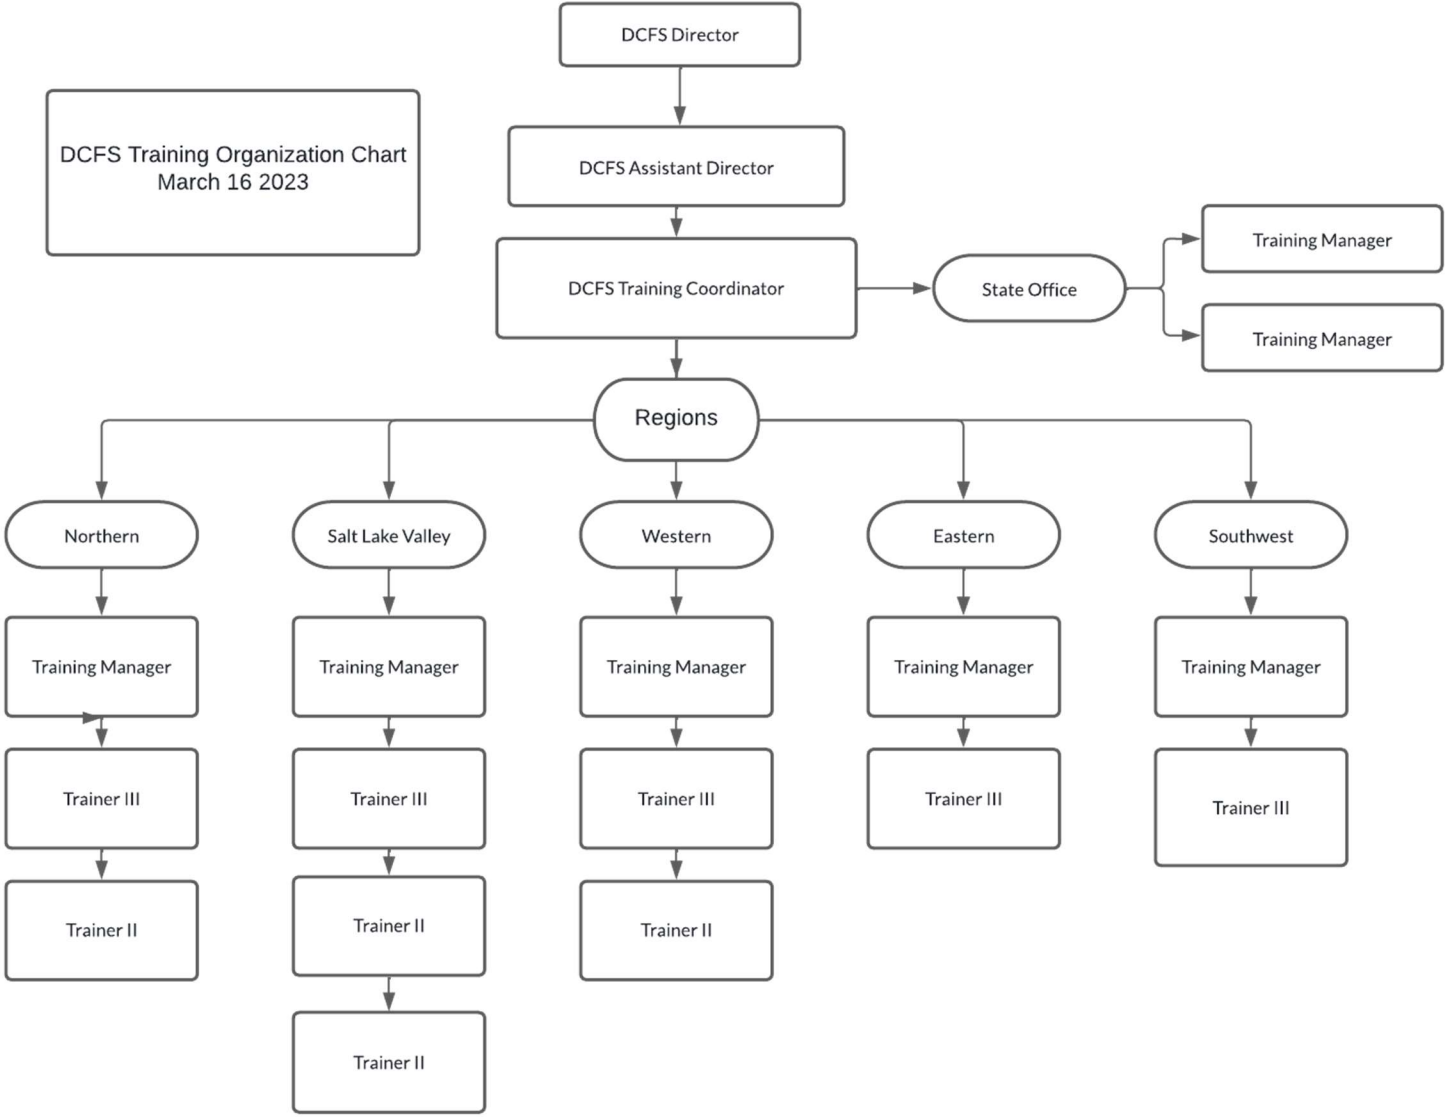 DCFS Director
DCFS Training Organization Chart
March 16 2023
DCFS Assistant Director
DCFS Training Coordinator
State Office
Training Manager
Training Manager
Regions
Northern
Salt Lake Valley
Western
Eastern
Southwest
Training Manager
Training Manager
Training Manager
Training Manager
Training Manager
Trainer III
Trainer III
Trainer III
Trainer III
Trainer III
Trainer II
Trainer II
Trainer II
Trainer II